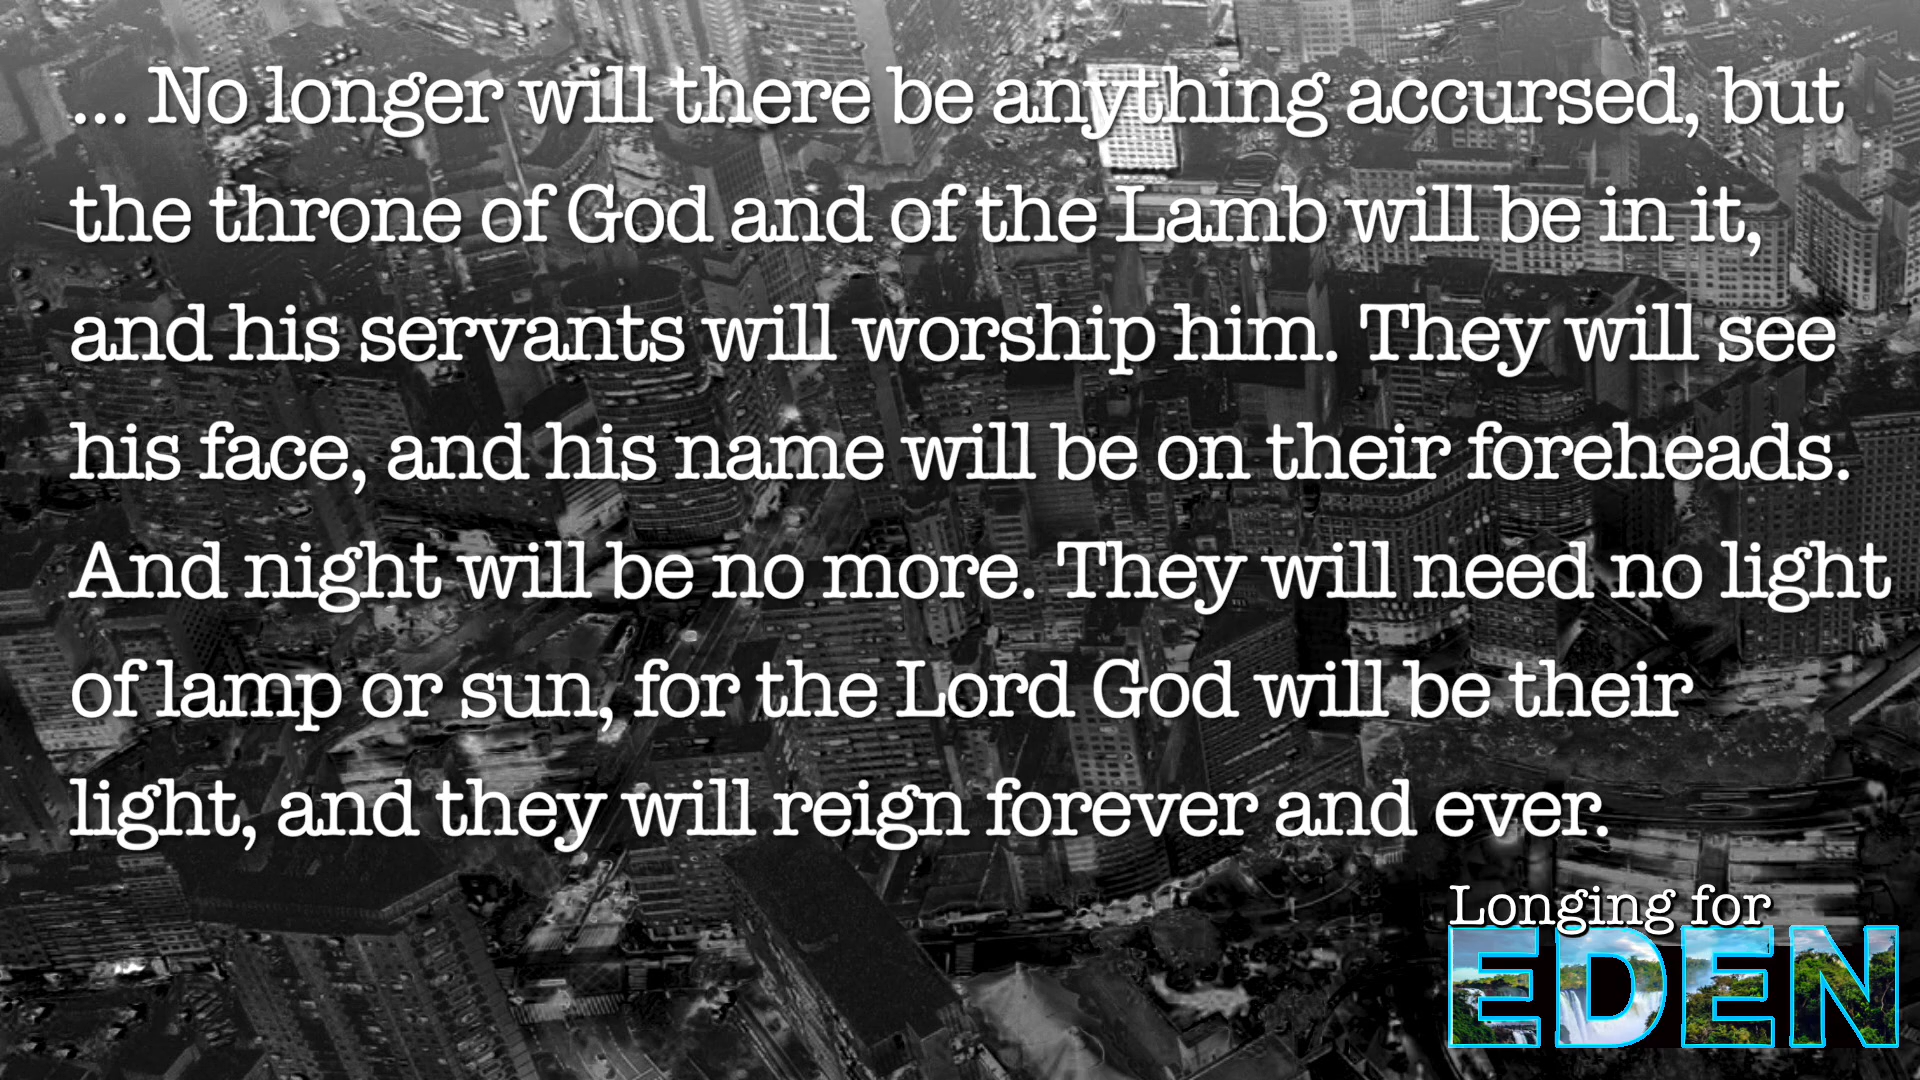 ... No longer will there be anything accursed, but
the throne of God and of the Lamb will be in it,
and his servants will worship him. They will see
his face, and his name will be on their foreheads.
And night will be no more. They will need no light
of lamp or sun, for the Lord God will be their
light, and they will reign forever and ever.
Longing for
EDEN